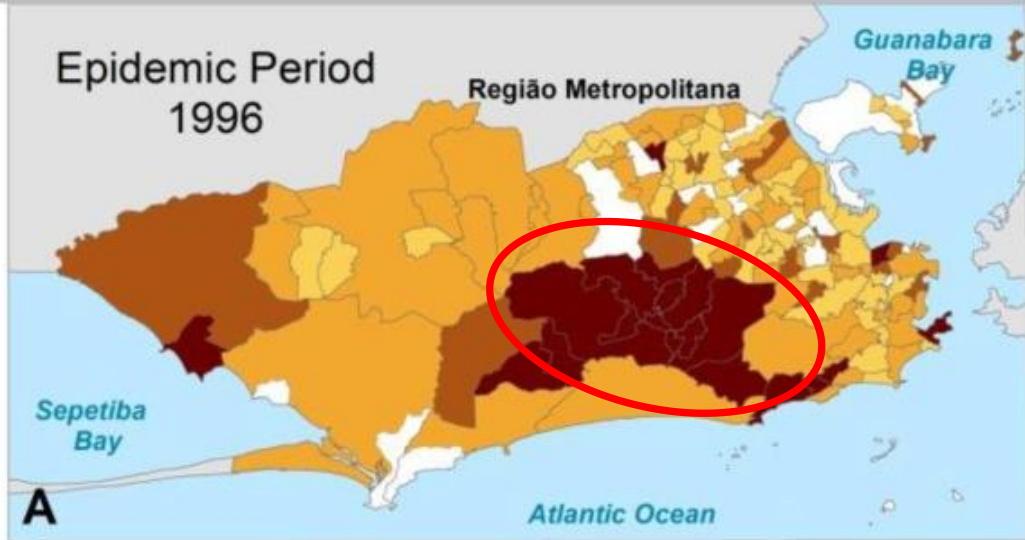 Epidemic Period
1996
Região Metropolitana
Guanabara
Bay
Sepetiba
Bay
A
Atlantic Ocean